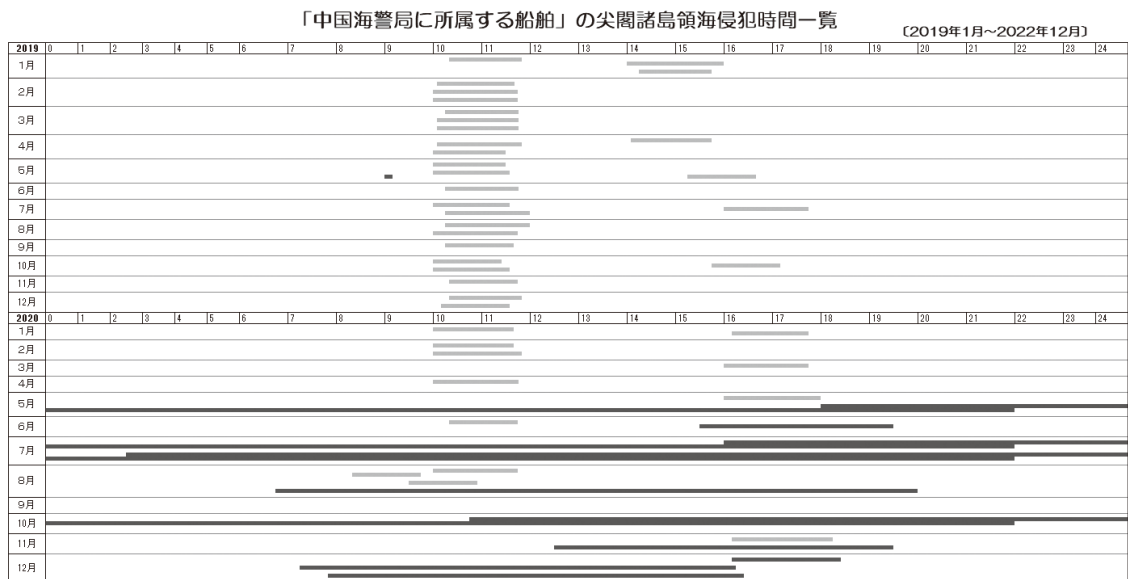 「中国海警局に所属する船舶」の尖閣諸島領海侵犯時間一覧
〔2019年1月～2022年12月〕
2019 0 1 2 3 4 5 6 7 8 9 10 11 12 13 14 15 16 17 18 19 20 21 22 23 24
1月
2月
3月
4月
5月
6月
7月
8月
9月
10月
11月
12月
2020 0 1 2 3 4 5 6 7 8 9 10 11 12 13 14 15 16 17 18 19 20 21 22 23 24
1月
2月
3月
4月
5月
6月
7月
8月
9月
10月
11月
12月